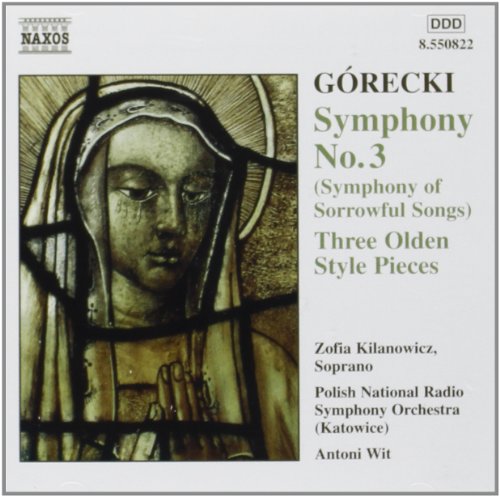 NAXOS
DDD
8.550822
GÓRECKI
Symphony
No. 3
(Symphony of
Sorrowful Songs)
Three Olden
Style Pieces
Zofia Kilanowicz,
Soprano
Polish National Radio
Symphony Orchestra
(Katowice)
Antoni Wit